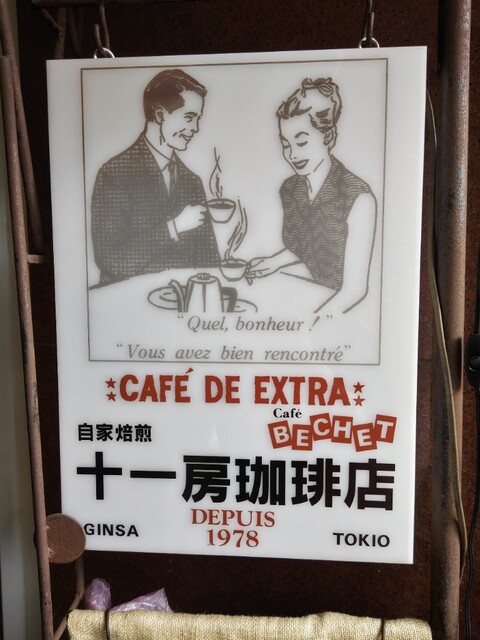 "Quel, bonheur !"
"Vous avez bien rencontré"
CAFÉ DE EXTRA
Café
BECHET
自家焙煎
十一房珈琲店
DEPUIS
1978
GINSA
TOKIO